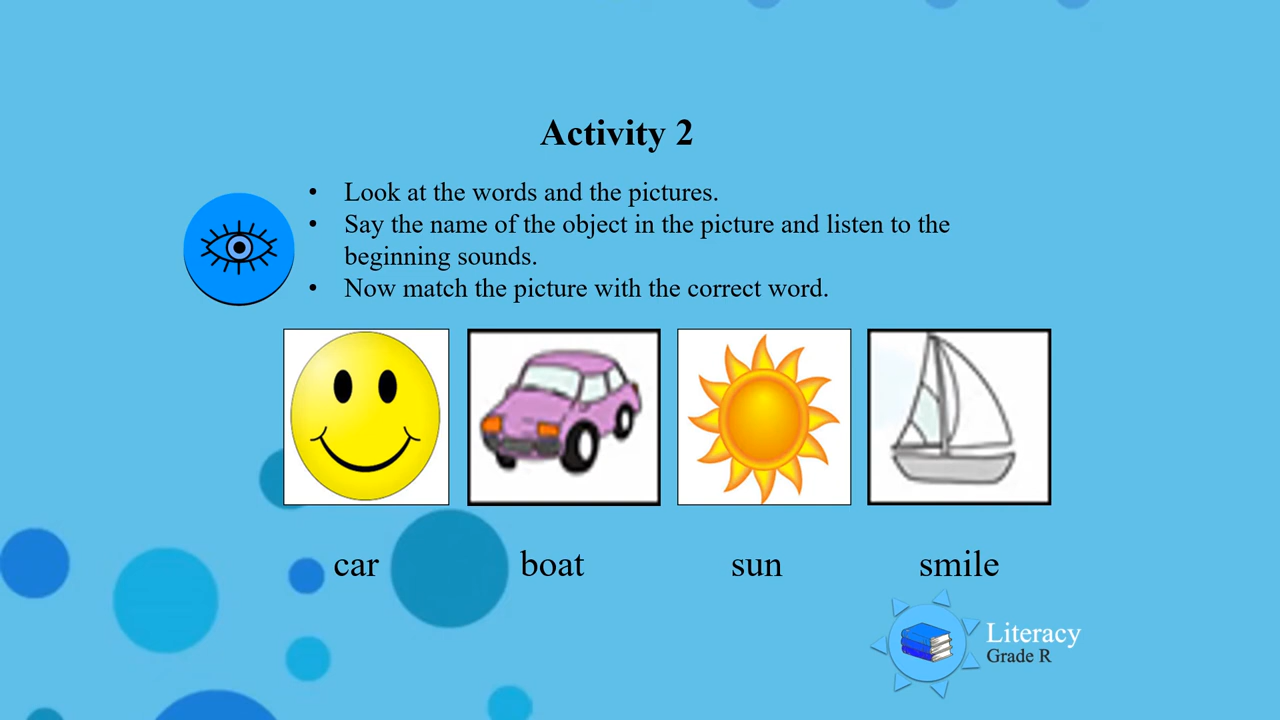 Activity 2
• Look at the words and the pictures.
• Say the name of the object in the picture and listen to the
beginning sounds.
• Now match the picture with the correct word.
car boat sun smile
Literacy
Grade R